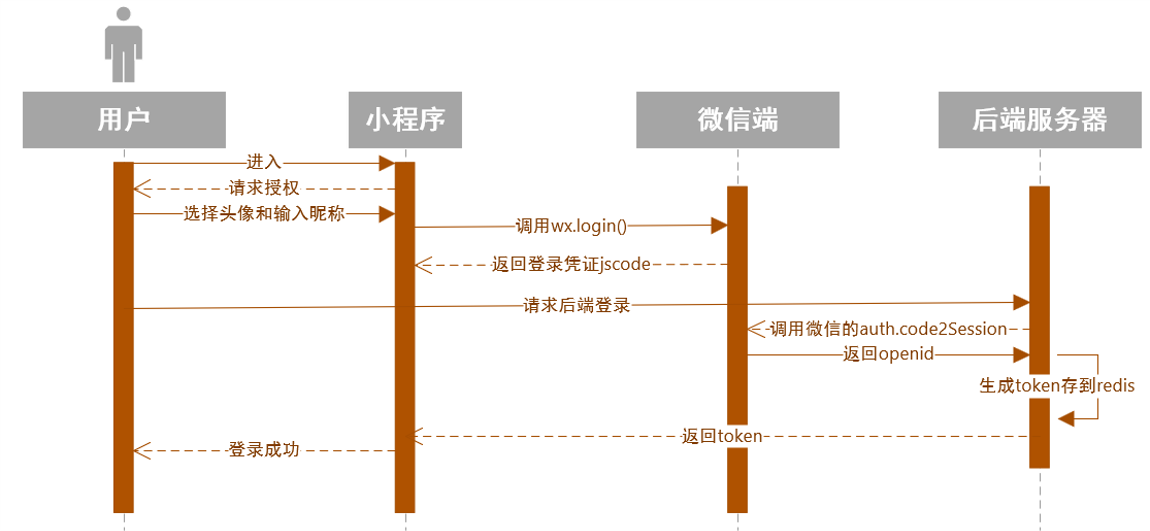 用户
小程序
微信端
后端服务器
进入
请求授权
选择头像和输入昵称
调用wx.login()
返回登录凭证jscode
请求后端登录
调用微信的auth.code2Session
返回openid
生成token存到redis
返回token
登录成功